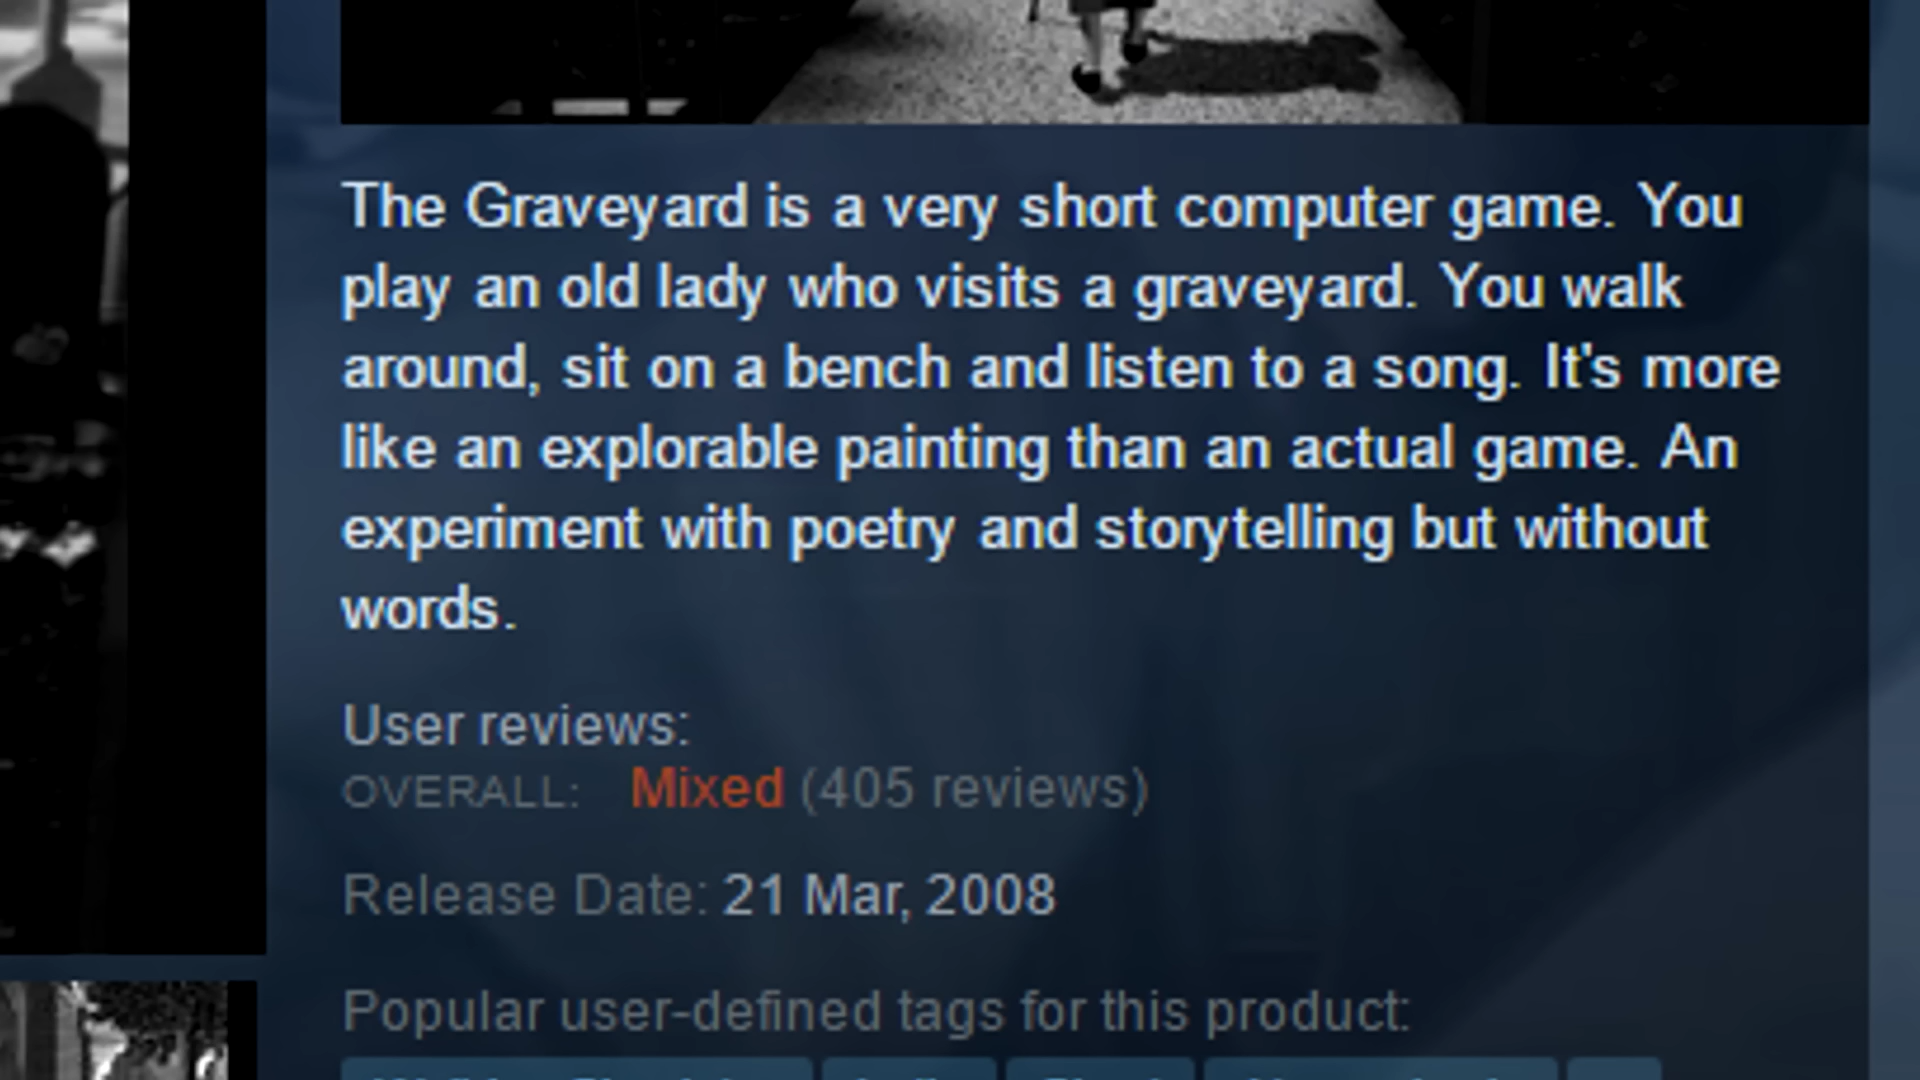 The Graveyard is a very short computer game. You
play an old lady who visits a graveyard. You walk
around, sit on a bench and listen to a song. It's more
like an explorable painting than an actual game. An
experiment with poetry and storytelling but without
words.
User reviews:
OVERALL: Mixed (405 reviews)
Release Date: 21 Mar, 2008
Popular user-defined tags for this product: